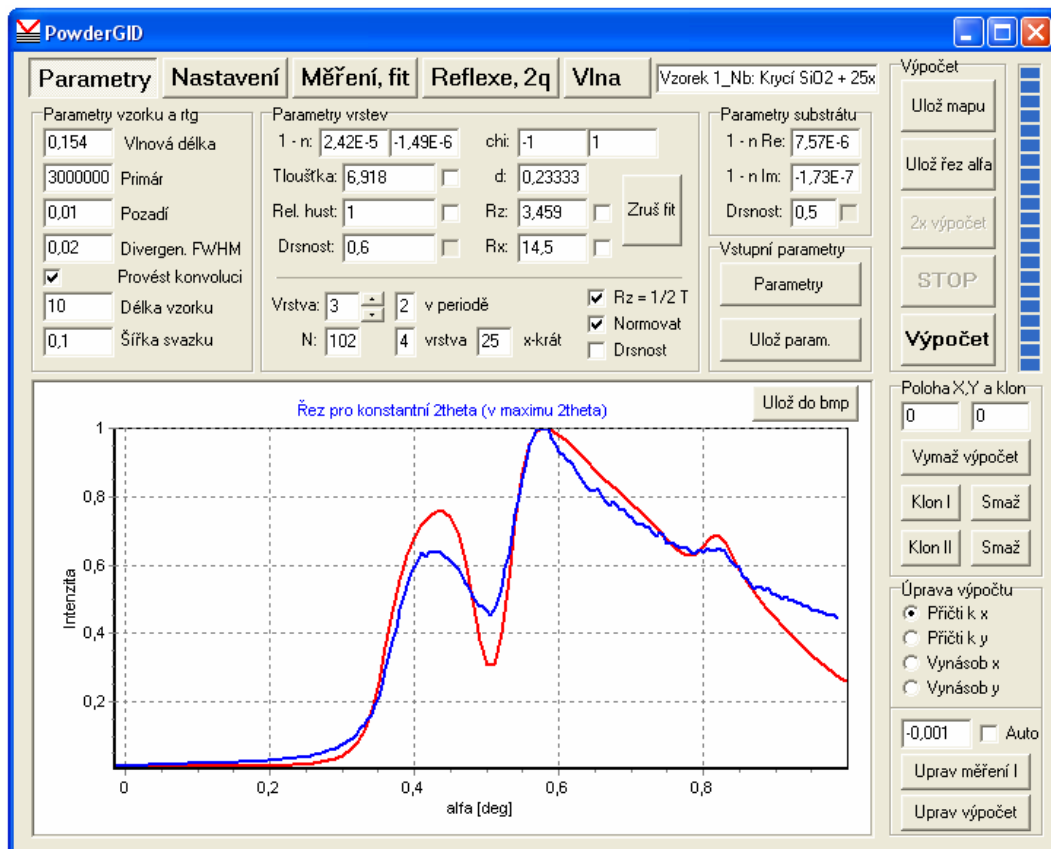 PowderGID
Parametry Nastavení Měření, fit Reflexe, 2q Vlna Vzorek 1_Nb: Krycí SiO2 + 25x
Parametry vzorku a rtg
0,154 Vlnová délka
3000000 Primár
0,01 Pozadí
0,02 Divergen. FWHM
Provést konvoluci
10 Délka vzorku
0,1 Šířka svazku
Parametry vrstev
1 - n: 2,42E-5 -1,49E-6 chi: -1 1
Tloušťka: 6,918 d: 0,23333
Rel. hust: 1 Rz: 3,459
Drsnost: 0,6 Rx: 14,5
Zruš fit
Vrstva: 3 2 v periodě
N: 102 4 vrstva 25 x-krát
Rz = 1/2 T
Normovat
Drsnost
Parametry substrátu
1 - n Re: 7,57E-6
1 - n Im: -1,73E-7
Drsnost: 0,5
Vstupní parametry
Parametry
Ulož param.
Výpočet
Ulož mapu
Ulož řez alfa
2x výpočet
STOP
Výpočet
Poloha X,Y a klon
0 0
Vymaž výpočet
Klon I Smaž
Klon II Smaž
Úprava výpočtu
Přičti k x
Přičti k y
Vynásob x
Vynásob y
-0,001 Auto
Uprav měření I
Uprav výpočet
Ulož do bmp
Řez pro konstantní 2theta (v maximu 2theta)
1
0,8
0,6
0,4
0,2
Intenzita
0 0,2 0,4 0,6 0,8
alfa [deg]